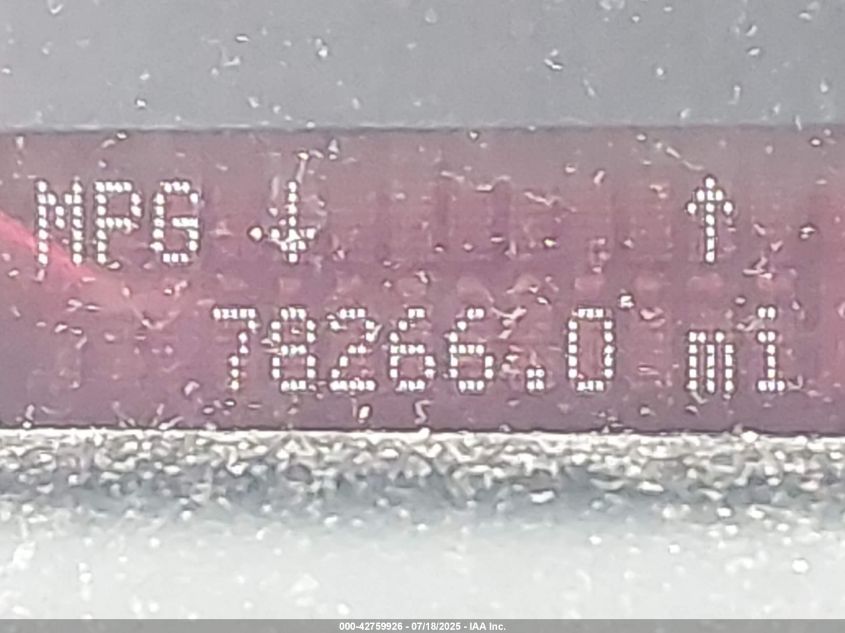 MPG ↓ ↑
78266.0 mi
000-42759926 - 07/18/2025 - IAA Inc.